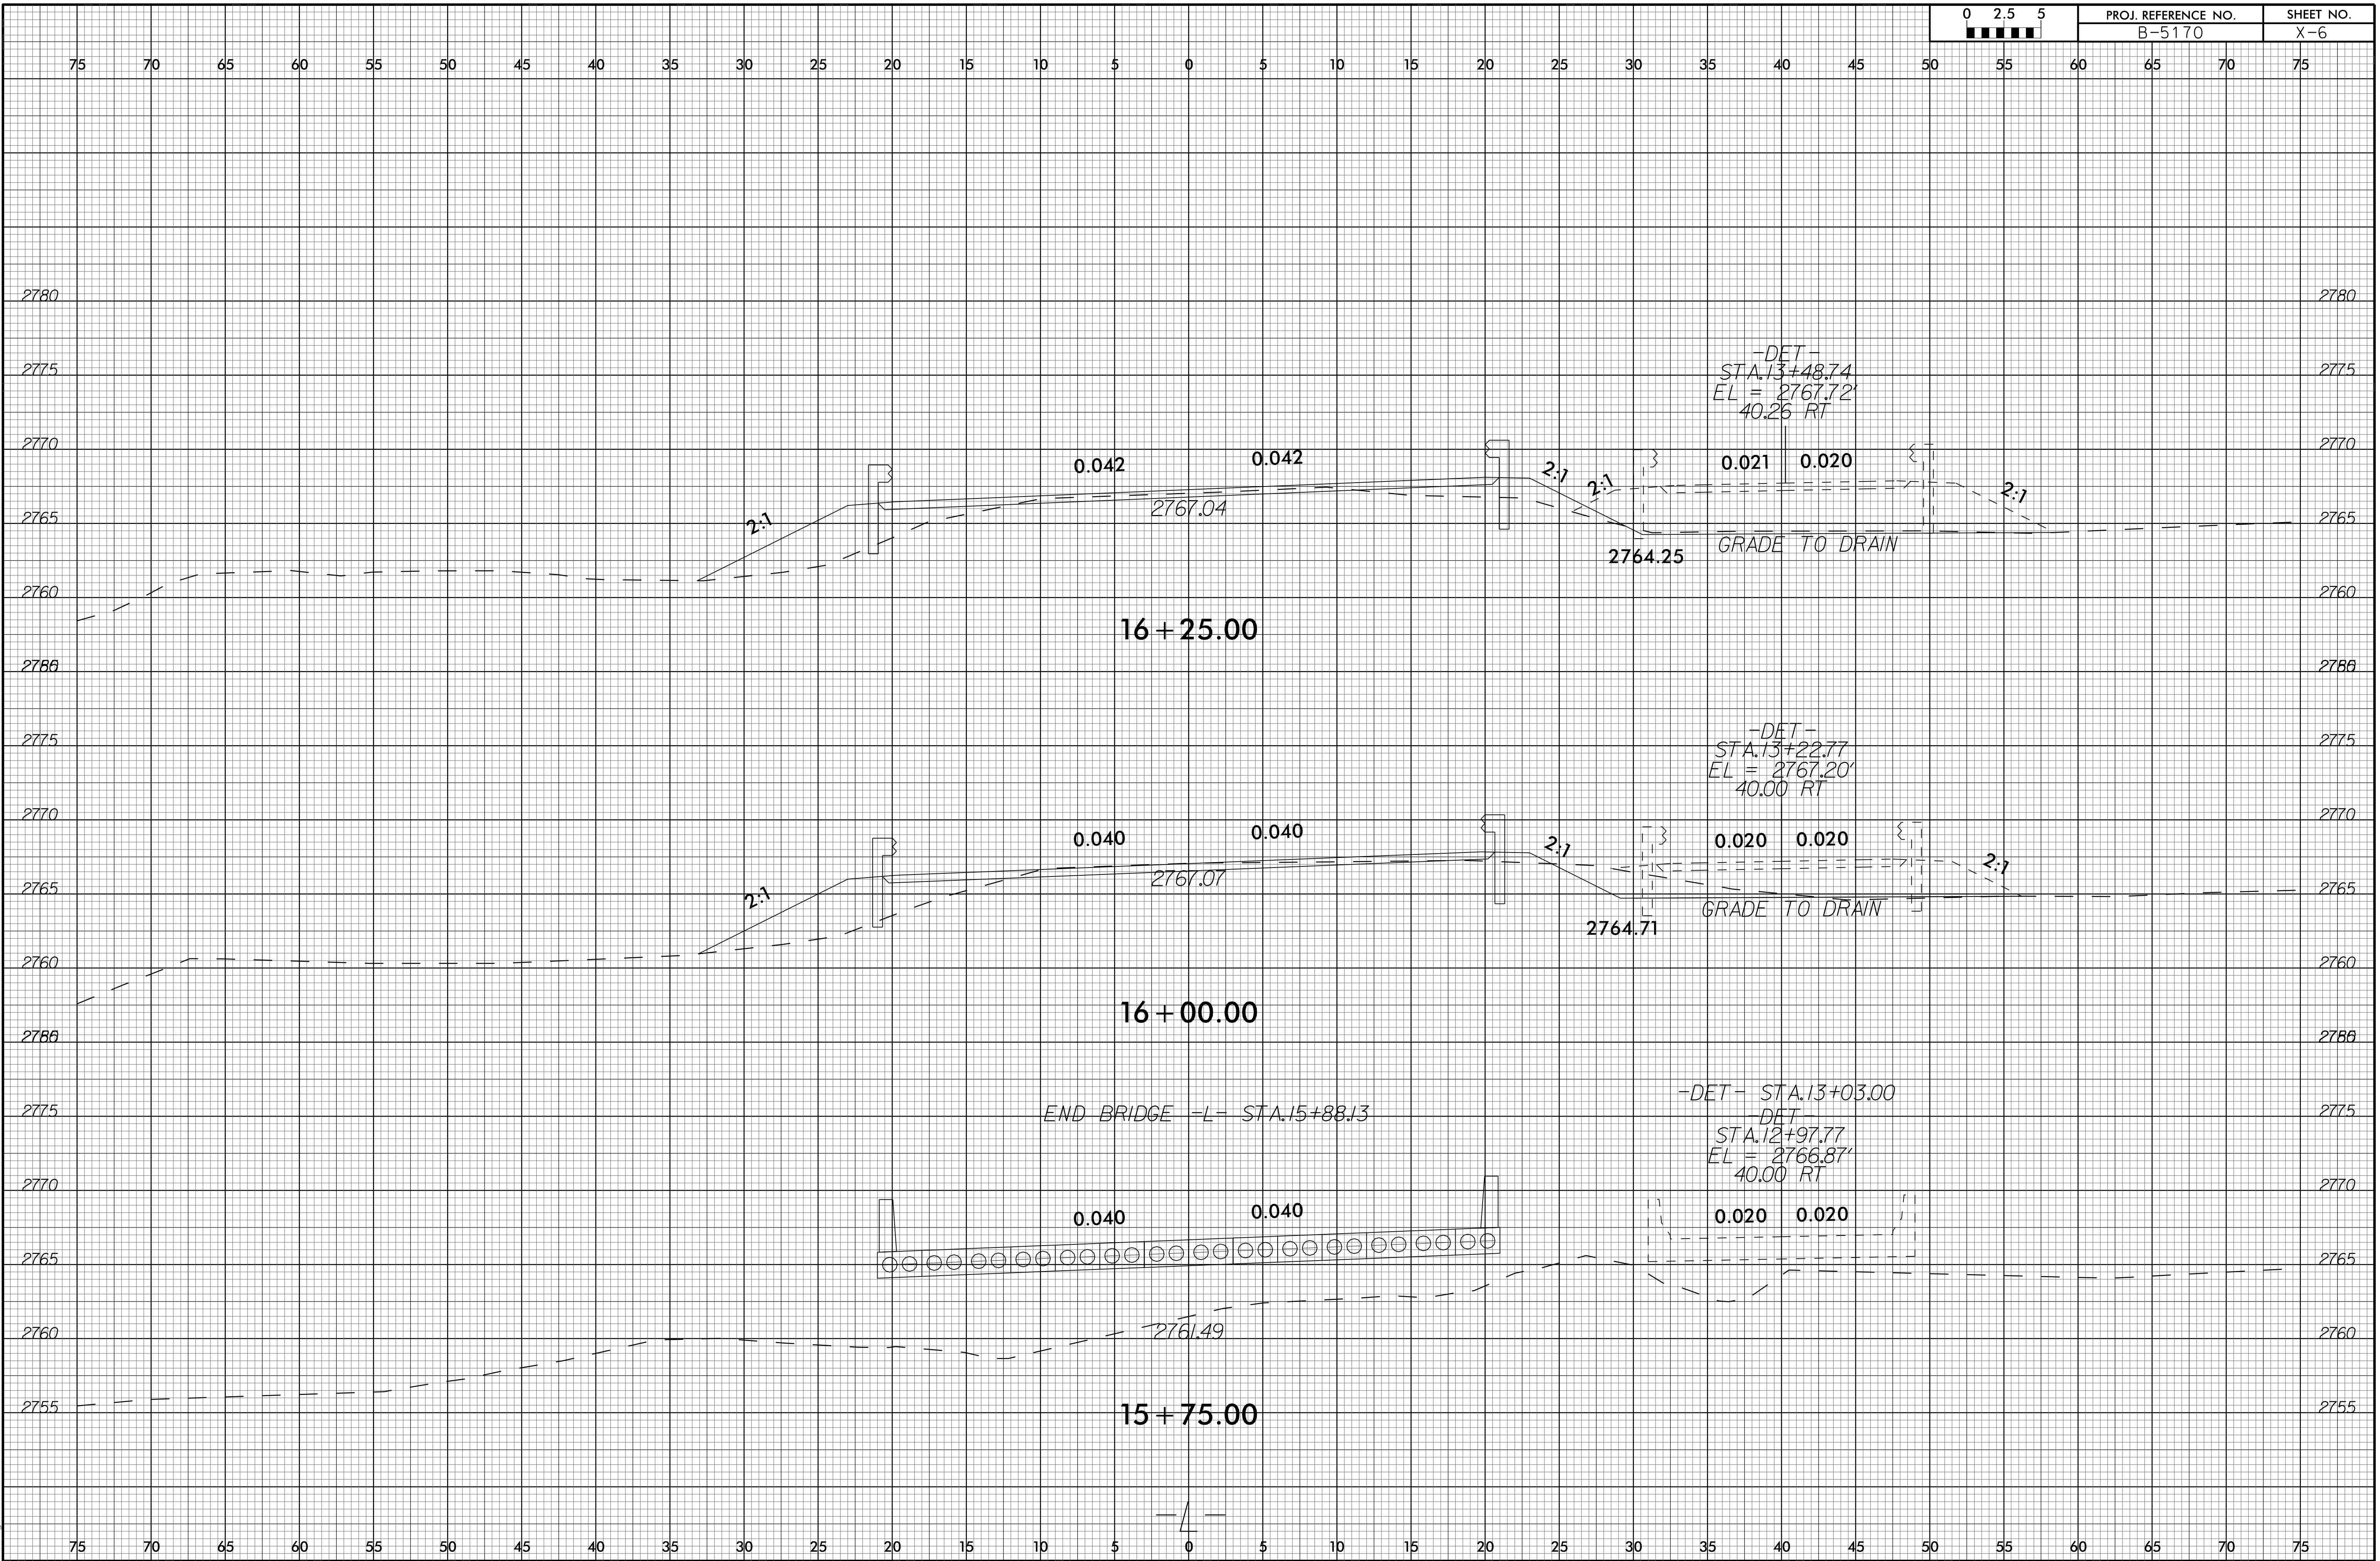 0 2.5 5
PROJ. REFERENCE NO.
SHEET NO.
B-5170
X-6
75 70 65 60 55 50 45 40 35 30 25 20 15 10 5 0 5 10 15 20 25 30 35 40 45 50 55 60 65 70 75
2780 2780
-DET-
2775 STA.13+48.74 2775
EL = 2767.72'
40.26 RT
2770 2770
0.042 0.042 0.021 0.020
2:1 2:1 2:1
2765 2:1 2767.04 2765
GRADE TO DRAIN
2764.25
2760 2760
16+25.00
-DET-
2775 STA.13+22.77 2775
EL = 2767.20'
40.00 RT
2770 2770
0.040 0.040 0.020 0.020
2:1 2:1
2765 2:1 2767.07 2765
GRADE TO DRAIN
2764.71
2760 2760
16+00.00
-DET- STA.13+03.00
2775 END BRIDGE -L- STA.15+88.13 2775
-DET-
STA.12+97.77
EL = 2766.87'
40.00 RT
2770 2770
0.040 0.040 0.020 0.020
2765 2765
2760 2761.49 2760
2755 2755
15+75.00
-L-
75 70 65 60 55 50 45 40 35 30 25 20 15 10 5 0 5 10 15 20 25 30 35 40 45 50 55 60 65 70 75